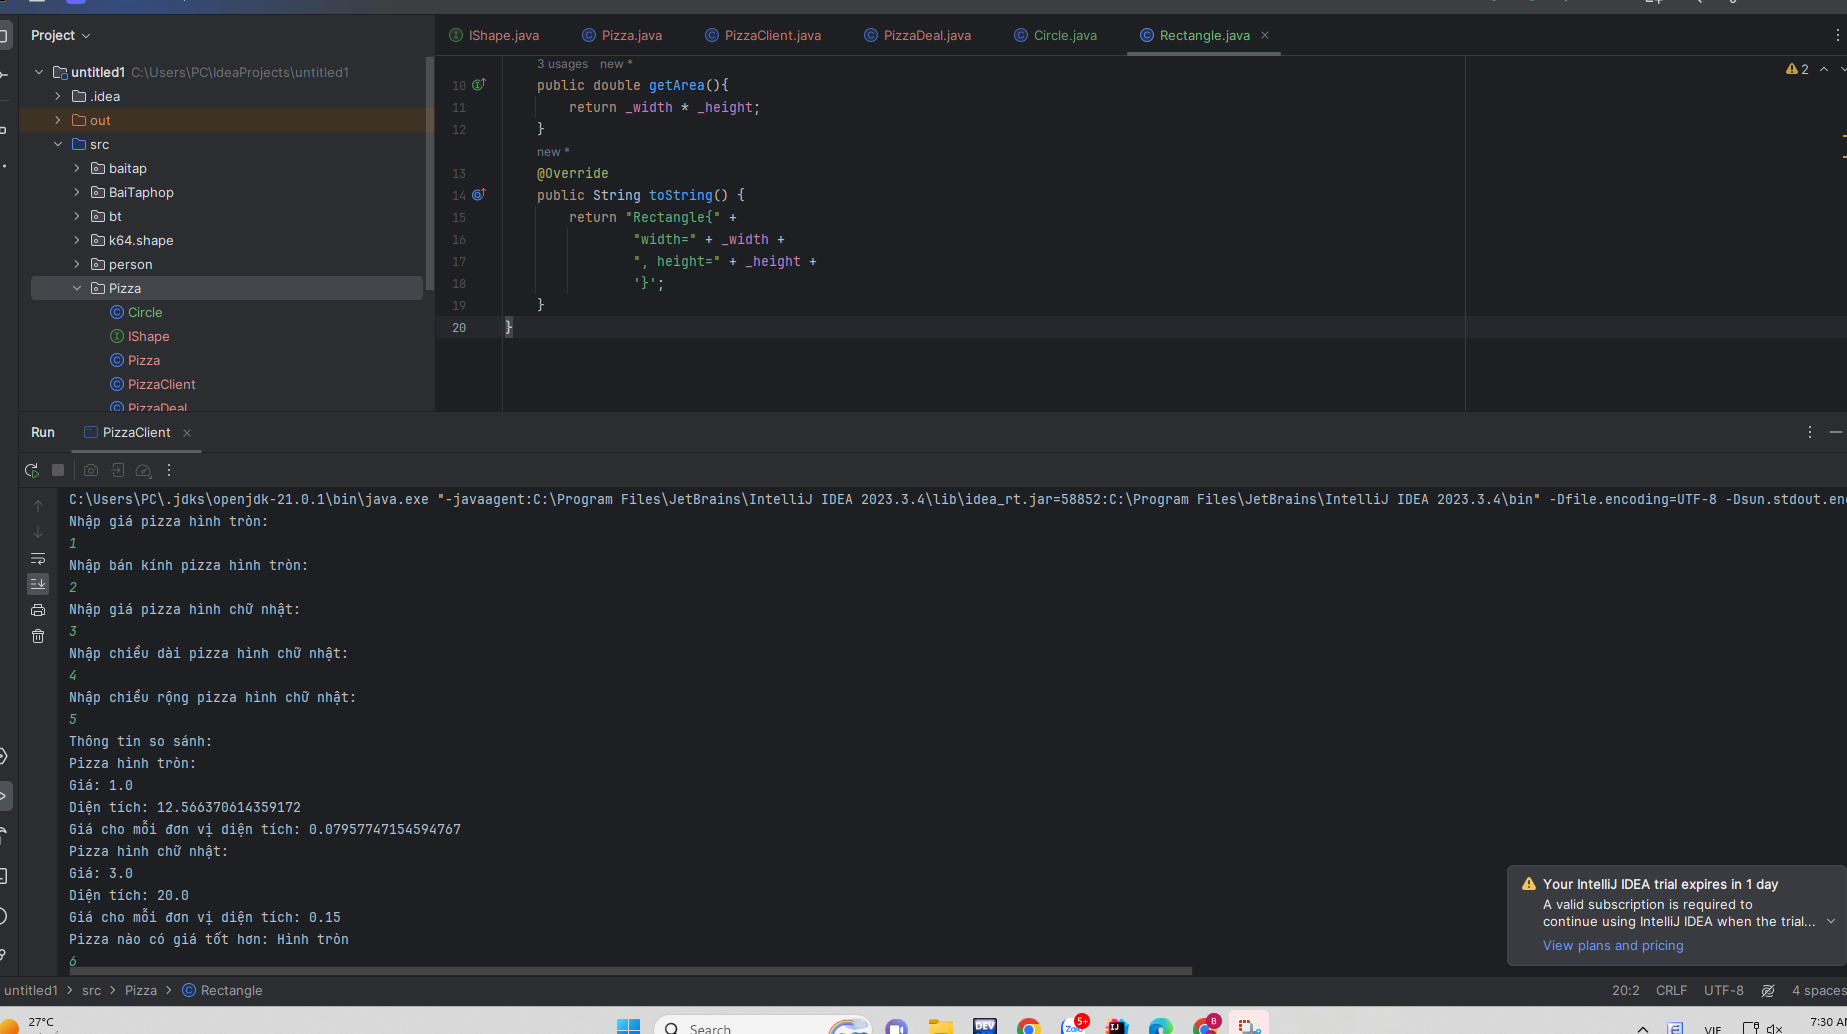 Project
IShape.java
Pizza.java
PizzaClient.java
PizzaDeal.java
Circle.java
Rectangle.java
untitled1 C:\Users\PC\IdeaProjects\untitled1
.idea
out
src
baitap
BaiTaphop
bt
k64.shape
person
Pizza
Circle
IShape
Pizza
PizzaClient
PizzaDeal
2
3 usages new *
10 public double getArea(){
11 return _width * _height;
12 }
new *
13 @Override
14 public String toString() {
15 return "Rectangle{" +
16 "width=" + _width +
17 ", height=" + _height +
18 '}';
19 }
20 }
Run PizzaClient
C:\Users\PC\.jdks\openjdk-21.0.1\bin\java.exe "-javaagent:C:\Program Files\JetBrains\IntelliJ IDEA 2023.3.4\lib\idea_rt.jar=58852:C:\Program Files\JetBrains\IntelliJ IDEA 2023.3.4\bin" -Dfile.encoding=UTF-8 -Dsun.stdout.en
Nhập giá pizza hình tròn:
1
Nhập bán kính pizza hình tròn:
2
Nhập giá pizza hình chữ nhật:
3
Nhập chiều dài pizza hình chữ nhật:
4
Nhập chiều rộng pizza hình chữ nhật:
5
Thông tin so sánh:
Pizza hình tròn:
Giá: 1.0
Diện tích: 12.566370614359172
Giá cho mỗi đơn vị diện tích: 0.07957747154594767
Pizza hình chữ nhật:
Giá: 3.0
Diện tích: 20.0
Giá cho mỗi đơn vị diện tích: 0.15
Pizza nào có giá tốt hơn: Hình tròn
6
Your IntelliJ IDEA trial expires in 1 day
A valid subscription is required to
continue using IntelliJ IDEA when the trial...
View plans and pricing
untitled1 > src > Pizza > Rectangle
20:2 CRLF UTF-8 4 spaces
27°C
Search
DEV
Zalo
5+
IJ
B
VIE
7:30